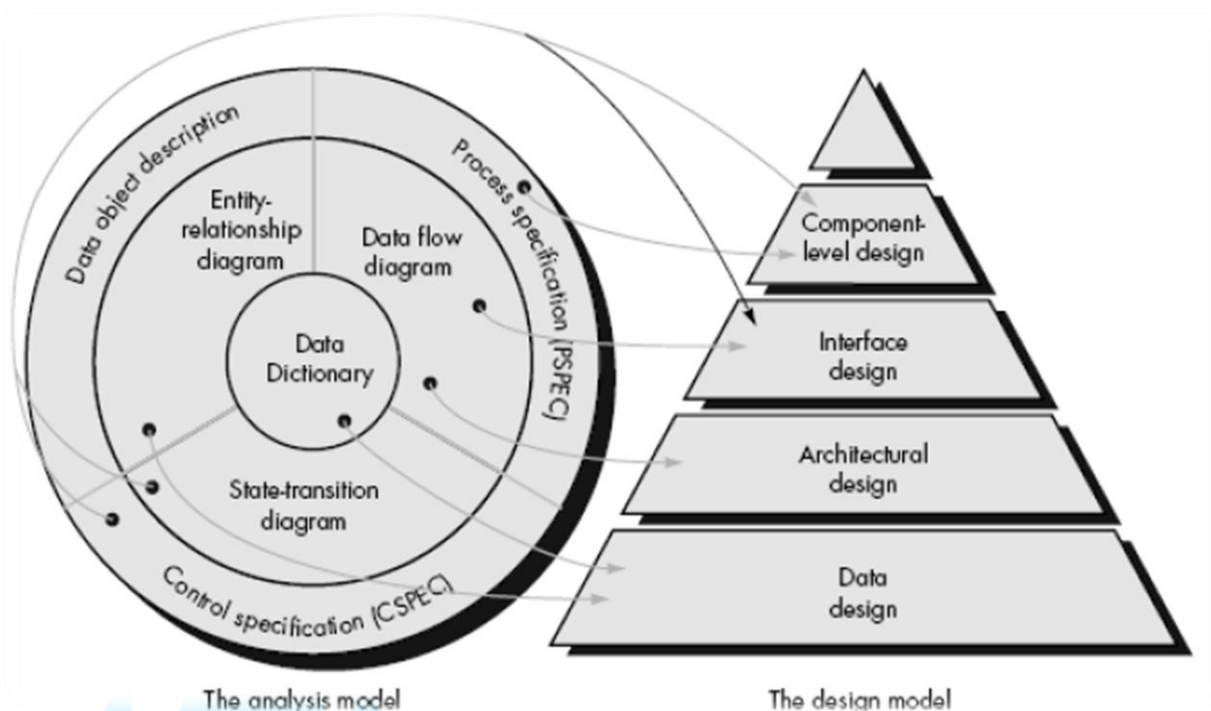 Data object description
Entity-
relationship
diagram
Data flow
diagram
Process specification (PSPEC)
Data
Dictionary
State-transition
diagram
Control specification (CSPEC)
The analysis model
Component-
level design
Interface
design
Architectural
design
Data
design
The design model